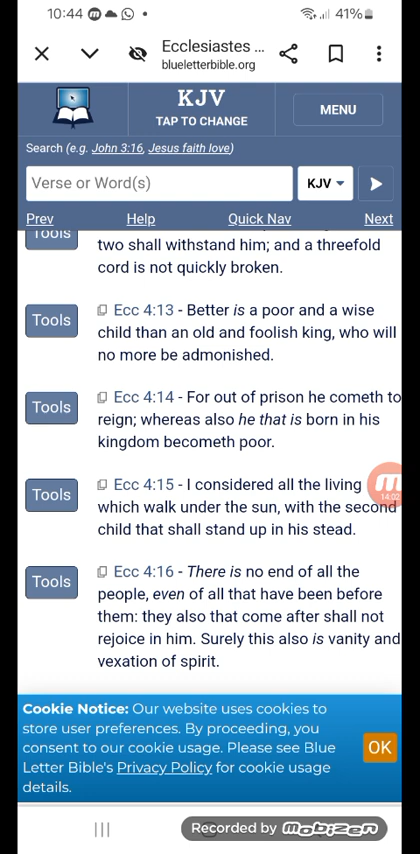 10:44 41%
Ecclesiastes ...
blueletterbible.org
KJV
TAP TO CHANGE
MENU
Search (e.g. John 3:16, Jesus faith love)
Verse or Word(s) KJV
Prev Help Quick Nav Next
Tools
two shall withstand him; and a threefold
cord is not quickly broken.
Tools
Ecc 4:13 - Better is a poor and a wise
child than an old and foolish king, who will
no more be admonished.
Tools
Ecc 4:14 - For out of prison he cometh to
reign; whereas also he that is born in his
kingdom becometh poor.
Tools
Ecc 4:15 - I considered all the living
which walk under the sun, with the second
child that shall stand up in his stead.
14:02
Tools
Ecc 4:16 - There is no end of all the
people, even of all that have been before
them: they also that come after shall not
rejoice in him. Surely this also is vanity and
vexation of spirit.
Cookie Notice: Our website uses cookies to
store user preferences. By proceeding, you
consent to our cookie usage. Please see Blue
Letter Bible's Privacy Policy for cookie usage
details.
OK
Recorded by mobizen